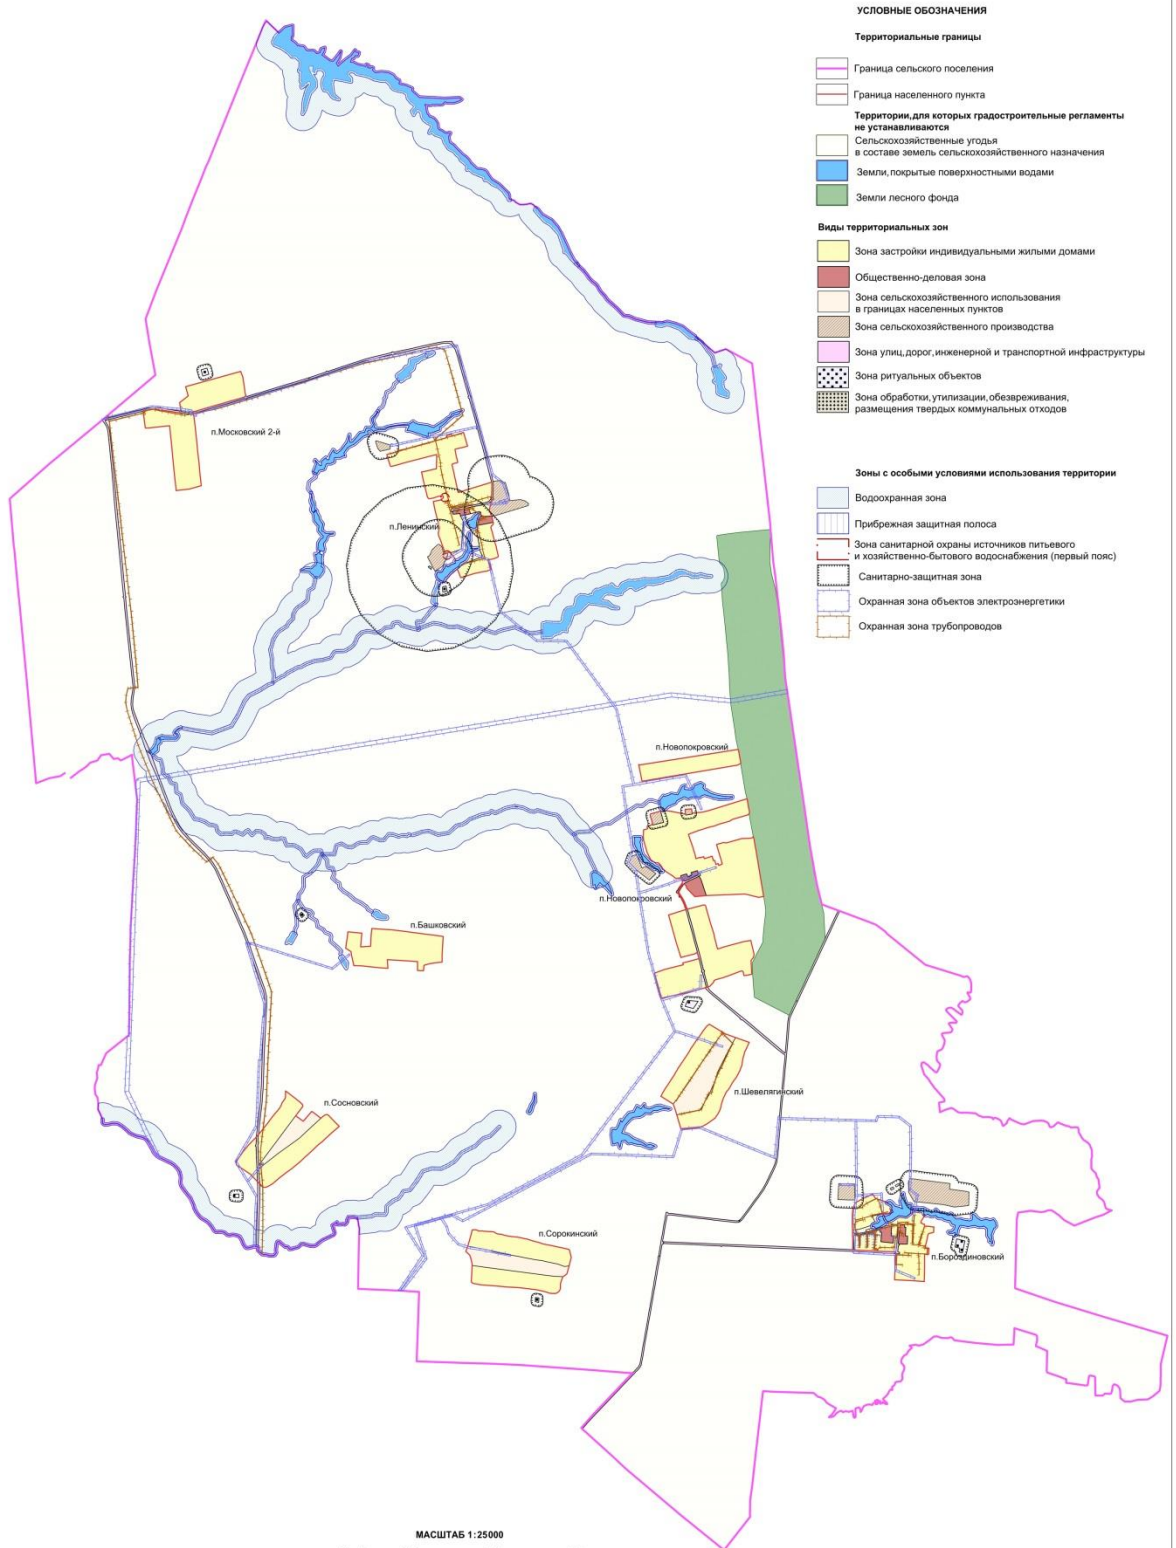 УСЛОВНЫЕ ОБОЗНАЧЕНИЯ
Территориальные границы
Граница сельского поселения
Граница населенного пункта
Территории, для которых градостроительные регламенты
не устанавливаются
Сельскохозяйственные угодья
в составе земель сельскохозяйственного назначения
Земли, покрытые поверхностными водами
Земли лесного фонда
Виды территориальных зон
Зона застройки индивидуальными жилыми домами
Общественно-деловая зона
Зона сельскохозяйственного использования
в границах населенных пунктов
Зона сельскохозяйственного производства
Зона улиц, дорог, инженерной и транспортной инфраструктуры
Зона ритуальных объектов
Зона обработки, утилизации, обезвреживания,
размещения твердых коммунальных отходов
Зоны с особыми условиями использования территории
Водоохранная зона
Прибрежная защитная полоса
Зона санитарной охраны источников питьевого
и хозяйственно-бытового водоснабжения (первый пояс)
Санитарно-защитная зона
Охранная зона объектов электроэнергетики
Охранная зона трубопроводов
п.Московский 2-й
п.Ленинский
п.Новопокровский
п.Новопокровский
п.Башковский
п.Шевелягинский
п.Сосновский
п.Сорокинский
п.Бороздиновский
МАСШТАБ 1:25000